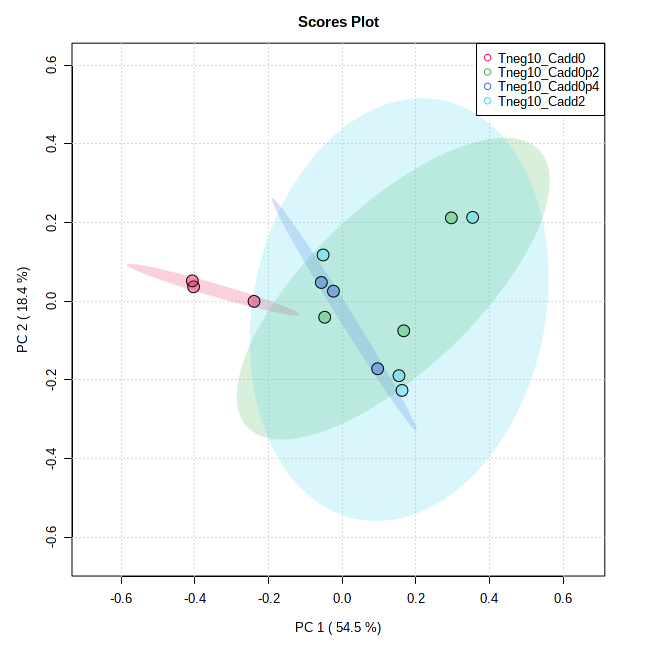 Scores Plot
Tneg10_Cadd0
Tneg10_Cadd0p2
Tneg10_Cadd0p4
Tneg10_Cadd2
0.6
0.4
0.2
0.0
-0.2
-0.4
-0.6
PC 2 ( 18.4 %)
-0.6 -0.4 -0.2 0.0 0.2 0.4 0.6
PC 1 ( 54.5 %)